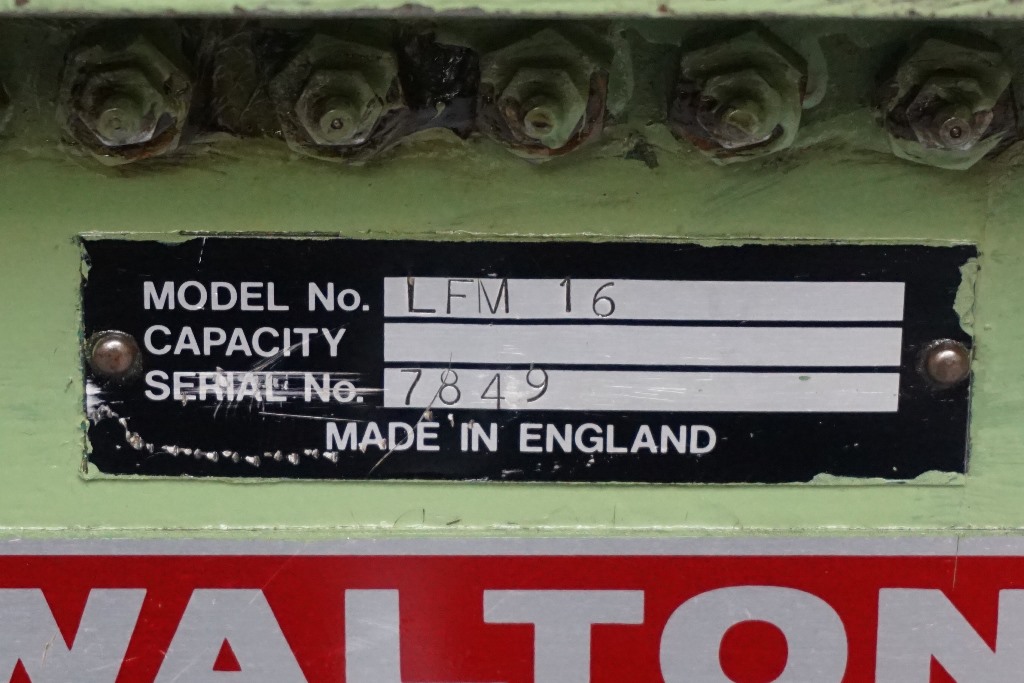 MODEL No. LFM 16
CAPACITY
SERIAL No. 7849
MADE IN ENGLAND
WALTON